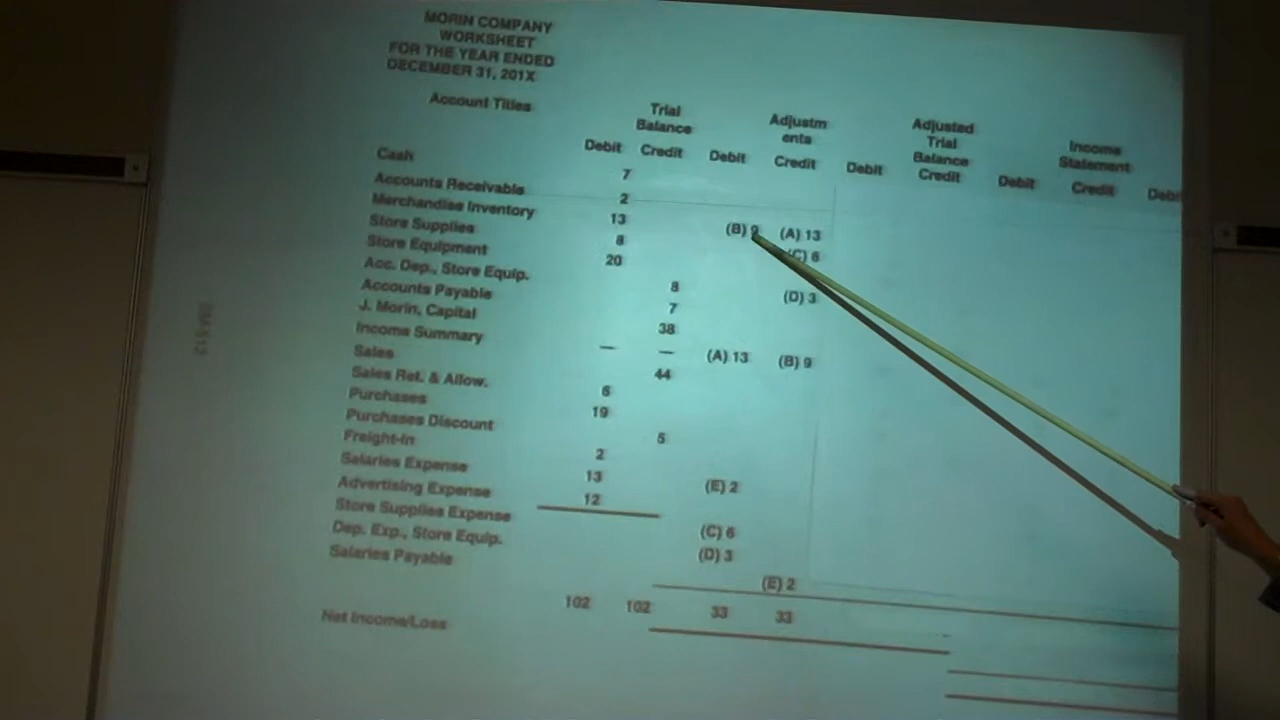 MORIN COMPANY
WORKSHEET
FOR THE YEAR ENDED
DECEMBER 31, 201X
Account Titles
Trial Balance
Adjustm ents
Adjusted Trial Balance
Income Statement
Debit Credit Debit Credit Debit Credit Debit Credit Debi
Cash 7
Accounts Receivable 2
Merchandise Inventory 13 (B) 9 (A) 13
Store Supplies 8 (C) 6
Store Equipment 20
Acc. Dep., Store Equip. 8 (D) 3
Accounts Payable 7
J. Morin, Capital 38
Income Summary — — (A) 13 (B) 9
Sales 44
Sales Ret. & Allow. 6
Purchases 19
Purchases Discount 5
Freight-In 2
Salaries Expense 13 (E) 2
Advertising Expense 12
Store Supplies Expense (C) 6
Dep. Exp., Store Equip. (D) 3
Salaries Payable (E) 2
102 102 33 33
Net Income/Loss